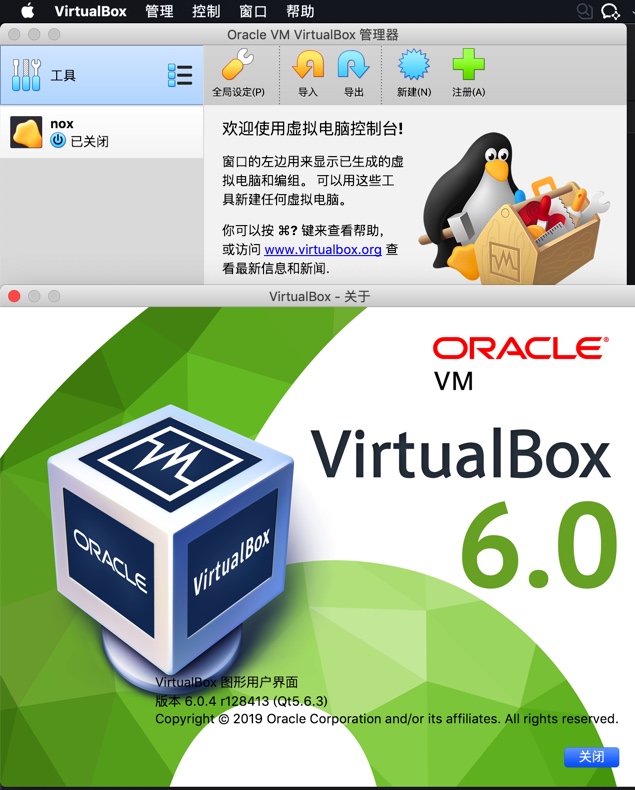 VirtualBox 管理 控制 窗口 帮助
Oracle VM VirtualBox 管理器
工具
全局设定(P) 导入 导出 新建(N) 注册(A)
nox
已关闭
欢迎使用虚拟电脑控制台!
窗口的左边用来显示已生成的虚
拟电脑和编组。 可以用这些工
具新建任何虚拟电脑。
你可以按 ⌘? 键来查看帮助,
或访问 www.virtualbox.org 查
看最新信息和新闻.
VirtualBox - 关于
ORACLE®
VM
VirtualBox
6.0
ORACLE
VirtualBox
VirtualBox 图形用户界面
版本 6.0.4 r128413 (Qt5.6.3)
Copyright © 2019 Oracle Corporation and/or its affiliates. All rights reserved.
关闭